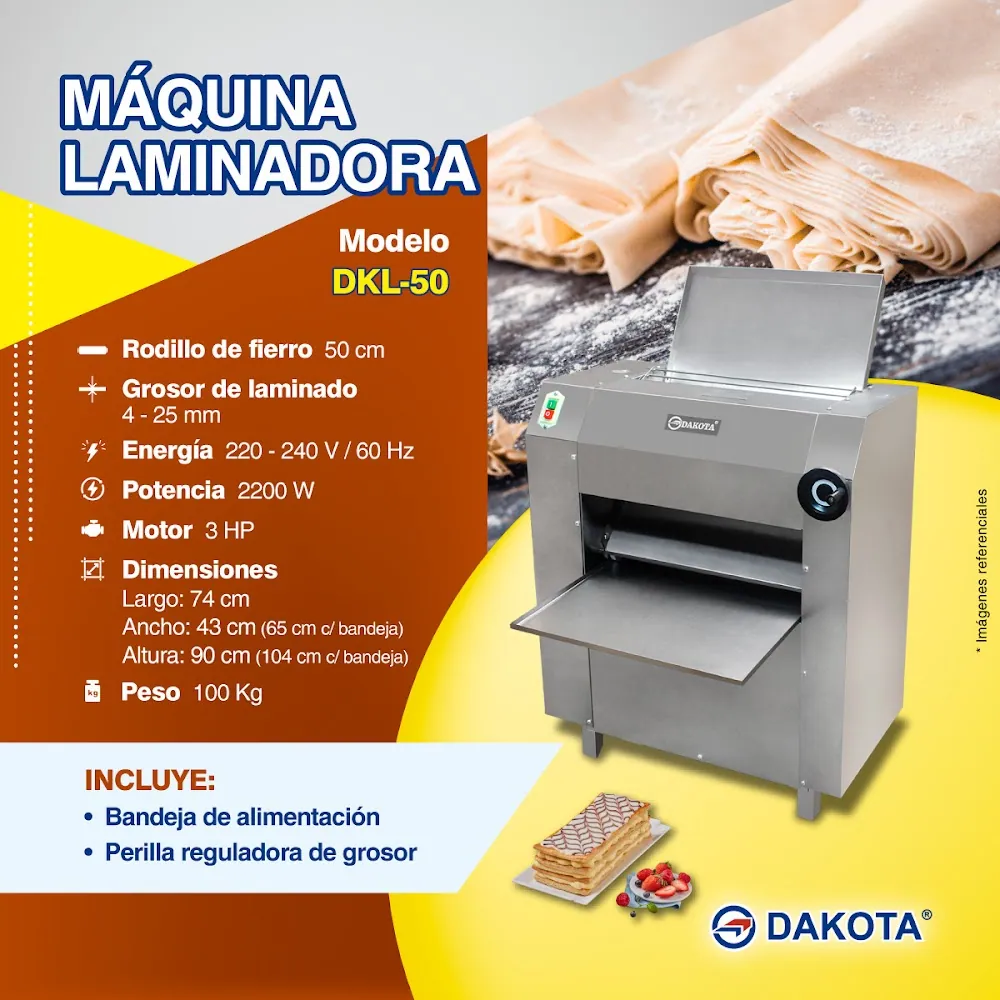 MÁQUINA
LAMINADORA
Modelo
DKL-50
Rodillo de fierro 50 cm
Grosor de laminado
4 - 25 mm
Energía 220 - 240 V / 60 Hz
Potencia 2200 W
Motor 3 HP
Dimensiones
Largo: 74 cm
Ancho: 43 cm (65 cm c/ bandeja)
Altura: 90 cm (104 cm c/ bandeja)
kg
Peso 100 Kg
INCLUYE:
• Bandeja de alimentación
• Perilla reguladora de grosor
DAKOTA®
* Imágenes referenciales
DAKOTA®